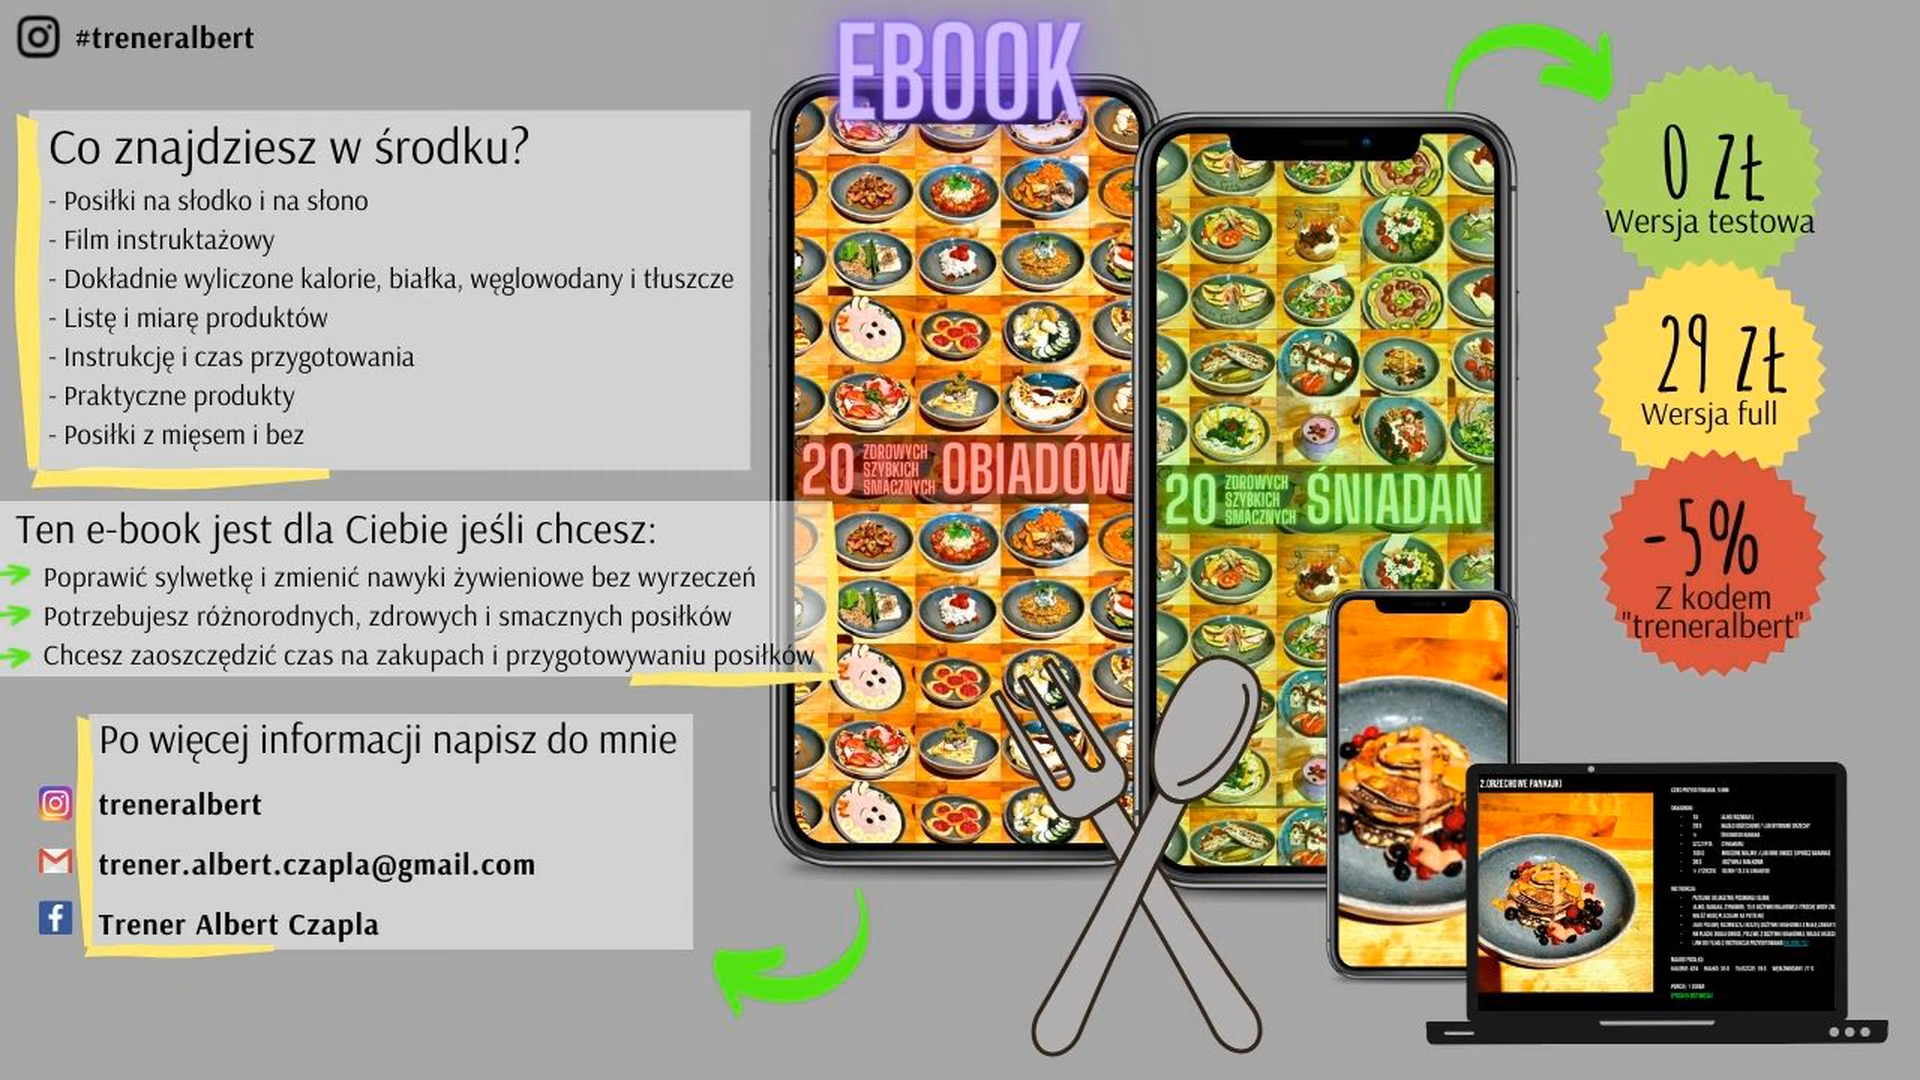 #treneralbert
EBOOK
Co znajdziesz w środku?
- Posiłki na słodko i na słono
- Film instruktażowy
- Dokładnie wyliczone kalorie, białka, węglowodany i tłuszcze
- Listę i miarę produktów
- Instrukcję i czas przygotowania
- Praktyczne produkty
- Posiłki z mięsem i bez
Ten e-book jest dla Ciebie jeśli chcesz:
Poprawić sylwetkę i zmienić nawyki żywieniowe bez wyrzeczeń
Potrzebujesz różnorodnych, zdrowych i smacznych posiłków
Chcesz zaoszczędzić czas na zakupach i przygotowywaniu posiłków
Po więcej informacji napisz do mnie
treneralbert
trener.albert.czapla@gmail.com
Trener Albert Czapla
20 ZDROWYCH SZYBKICH SMACZNYCH OBIADÓW
20 ZDROWYCH SZYBKICH SMACZNYCH ŚNIADAŃ
0 ZŁ
Wersja testowa
29 ZŁ
Wersja full
-5%
Z kodem
"treneralbert"
2.ORZECHOWE PANKAJKI